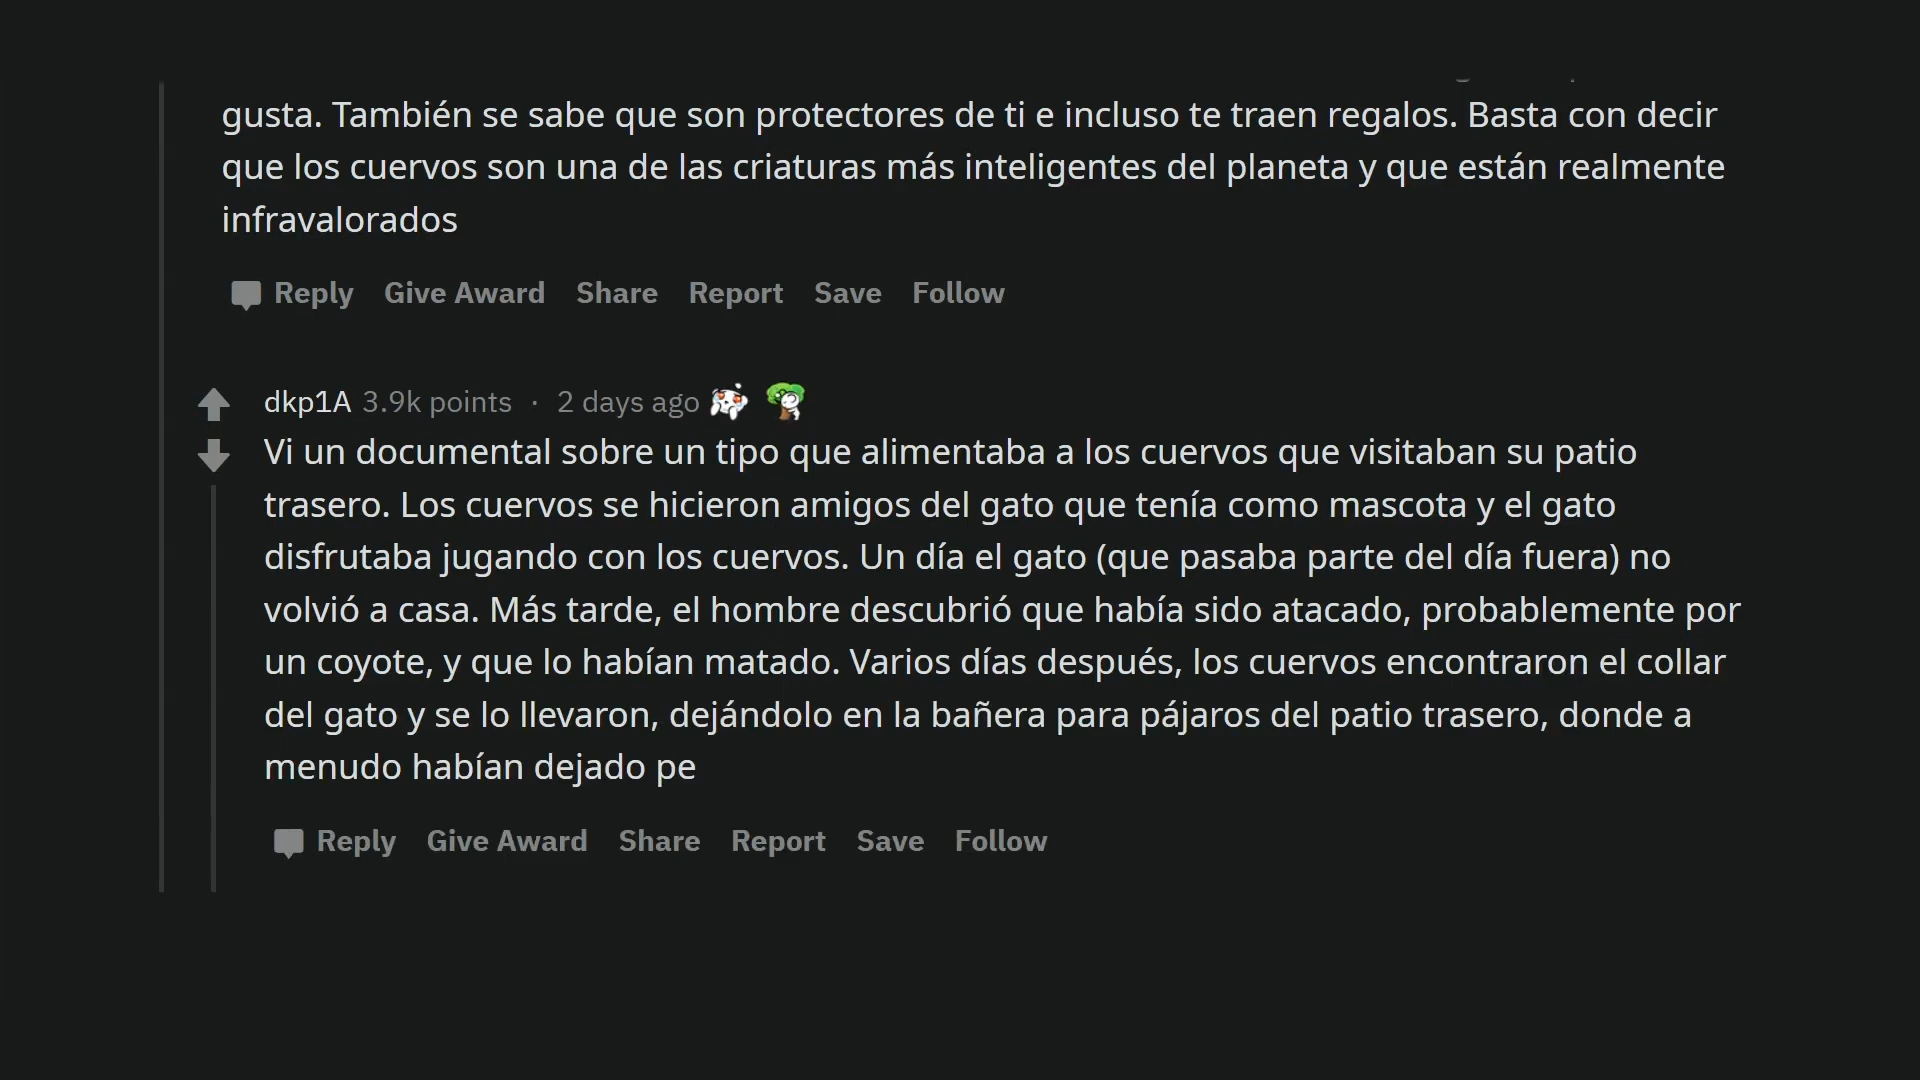 gusta. También se sabe que son protectores de ti e incluso te traen regalos. Basta con decir
que los cuervos son una de las criaturas más inteligentes del planeta y que están realmente
infravalorados
Reply Give Award Share Report Save Follow
dkp1A 3.9k points · 2 days ago
Vi un documental sobre un tipo que alimentaba a los cuervos que visitaban su patio
trasero. Los cuervos se hicieron amigos del gato que tenía como mascota y el gato
disfrutaba jugando con los cuervos. Un día el gato (que pasaba parte del día fuera) no
volvió a casa. Más tarde, el hombre descubrió que había sido atacado, probablemente por
un coyote, y que lo habían matado. Varios días después, los cuervos encontraron el collar
del gato y se lo llevaron, dejándolo en la bañera para pájaros del patio trasero, donde a
menudo habían dejado pe
Reply Give Award Share Report Save Follow